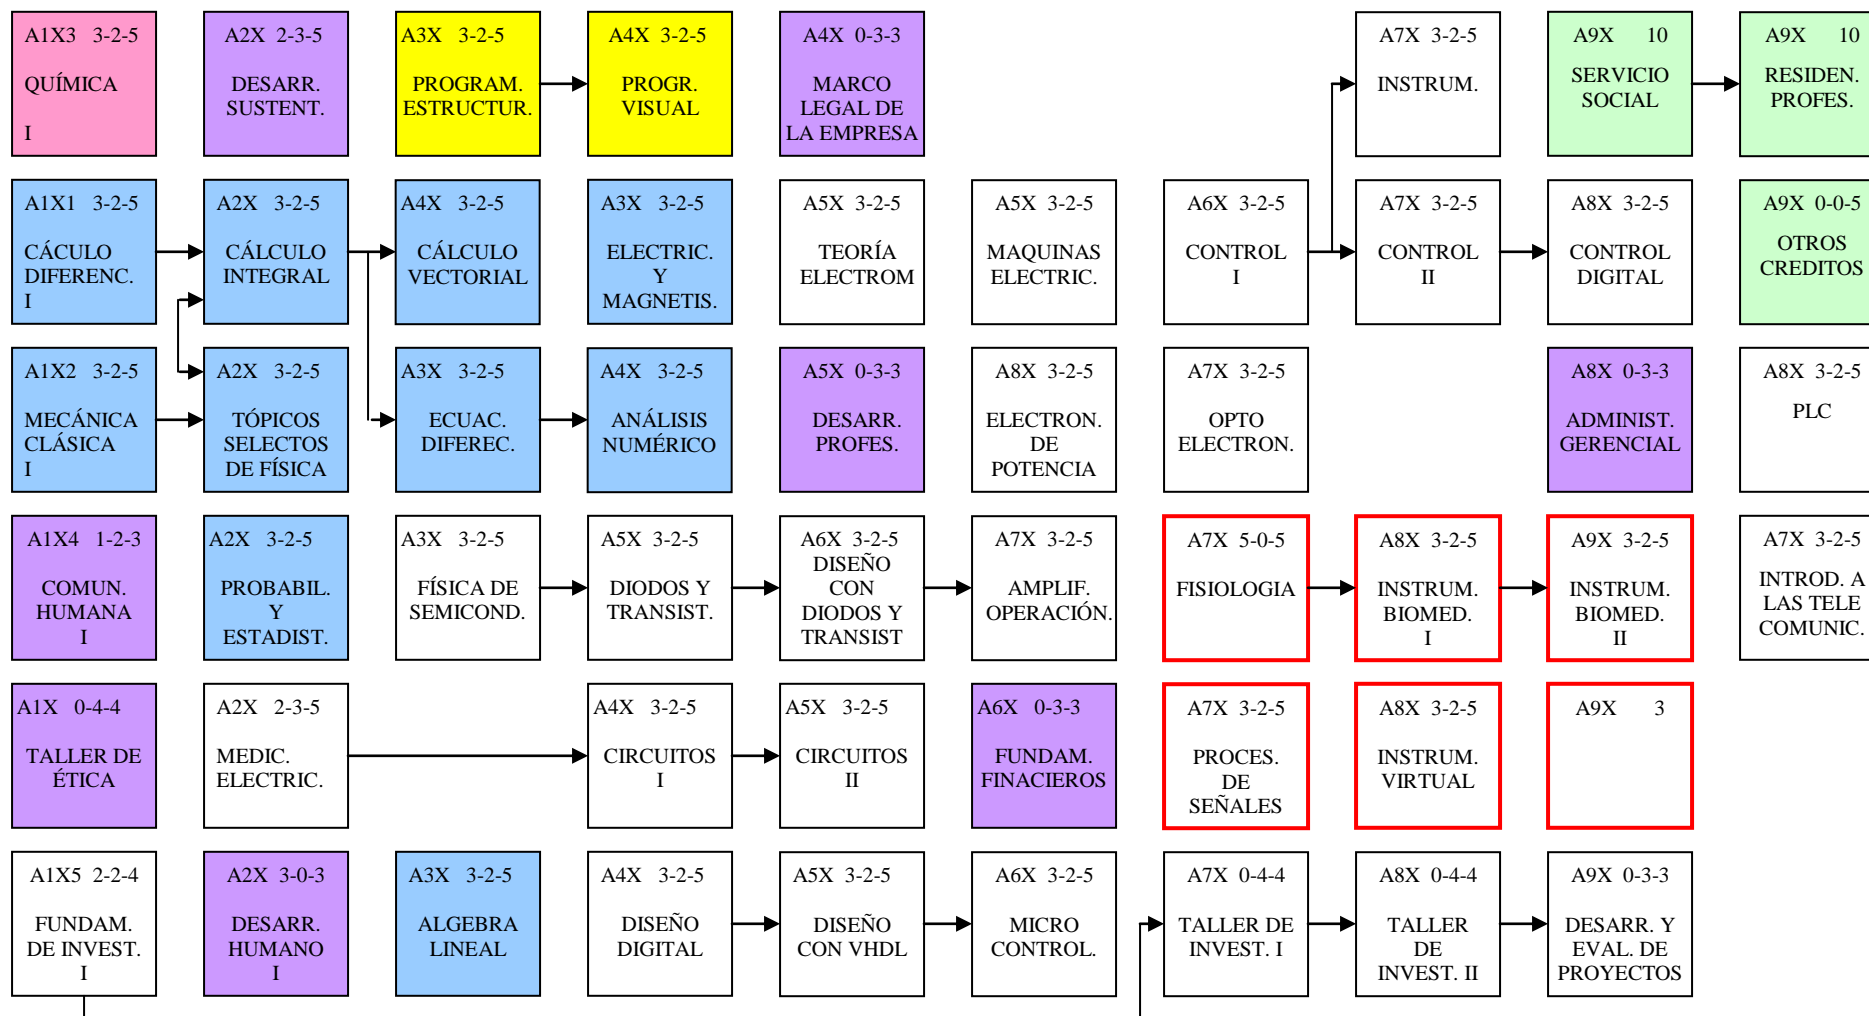 A1X3 3-2-5
QUÍMICA
I
A2X 2-3-5
DESARR.
SUSTENT.
A3X 3-2-5
PROGRAM.
ESTRUCTUR.
A4X 3-2-5
PROGR.
VISUAL
A4X 0-3-3
MARCO
LEGAL DE
LA EMPRESA
A7X 3-2-5
INSTRUM.
A9X 10
SERVICIO
SOCIAL
A9X 10
RESIDEN.
PROFES.
A1X1 3-2-5
CÁCULO
DIFERENC.
I
A2X 3-2-5
CÁLCULO
INTEGRAL
A4X 3-2-5
CÁLCULO
VECTORIAL
A3X 3-2-5
ELECTRIC.
Y
MAGNETIS.
A5X 3-2-5
TEORÍA
ELECTROM
A5X 3-2-5
MAQUINAS
ELECTRIC.
A6X 3-2-5
CONTROL
I
A7X 3-2-5
CONTROL
II
A8X 3-2-5
CONTROL
DIGITAL
A9X 0-0-5
OTROS
CREDITOS
A1X2 3-2-5
MECÁNICA
CLÁSICA
I
A2X 3-2-5
TÓPICOS
SELECTOS
DE FÍSICA
A3X 3-2-5
ECUAC.
DIFEREC.
A4X 3-2-5
ANÁLISIS
NUMÉRICO
A5X 0-3-3
DESARR.
PROFES.
A8X 3-2-5
ELECTRON.
DE
POTENCIA
A7X 3-2-5
OPTO
ELECTRON.
A8X 0-3-3
ADMINIST.
GERENCIAL
A8X 3-2-5
PLC
A1X4 1-2-3
COMUN.
HUMANA
I
A2X 3-2-5
PROBABIL.
Y
ESTADIST.
A3X 3-2-5
FÍSICA DE
SEMICOND.
A5X 3-2-5
DIODOS Y
TRANSIST.
A6X 3-2-5
DISEÑO
CON
DIODOS Y
TRANSIST
A7X 3-2-5
AMPLIF.
OPERACIÓN.
A7X 5-0-5
FISIOLOGIA
A8X 3-2-5
INSTRUM.
BIOMED.
I
A9X 3-2-5
INSTRUM.
BIOMED.
II
A7X 3-2-5
INTROD. A
LAS TELE
COMUNIC.
A1X 0-4-4
TALLER DE
ÉTICA
A2X 2-3-5
MEDIC.
ELECTRIC.
A4X 3-2-5
CIRCUITOS
I
A5X 3-2-5
CIRCUITOS
II
A6X 0-3-3
FUNDAM.
FINACIEROS
A7X 3-2-5
PROCES.
DE
SEÑALES
A8X 3-2-5
INSTRUM.
VIRTUAL
A9X 3
A1X5 2-2-4
FUNDAM.
DE INVEST.
I
A2X 3-0-3
DESARR.
HUMANO
I
A3X 3-2-5
ALGEBRA
LINEAL
A4X 3-2-5
DISEÑO
DIGITAL
A5X 3-2-5
DISEÑO
CON VHDL
A6X 3-2-5
MICRO
CONTROL.
A7X 0-4-4
TALLER DE
INVEST. I
A8X 0-4-4
TALLER
DE
INVEST. II
A9X 0-3-3
DESARR. Y
EVAL. DE
PROYECTOS